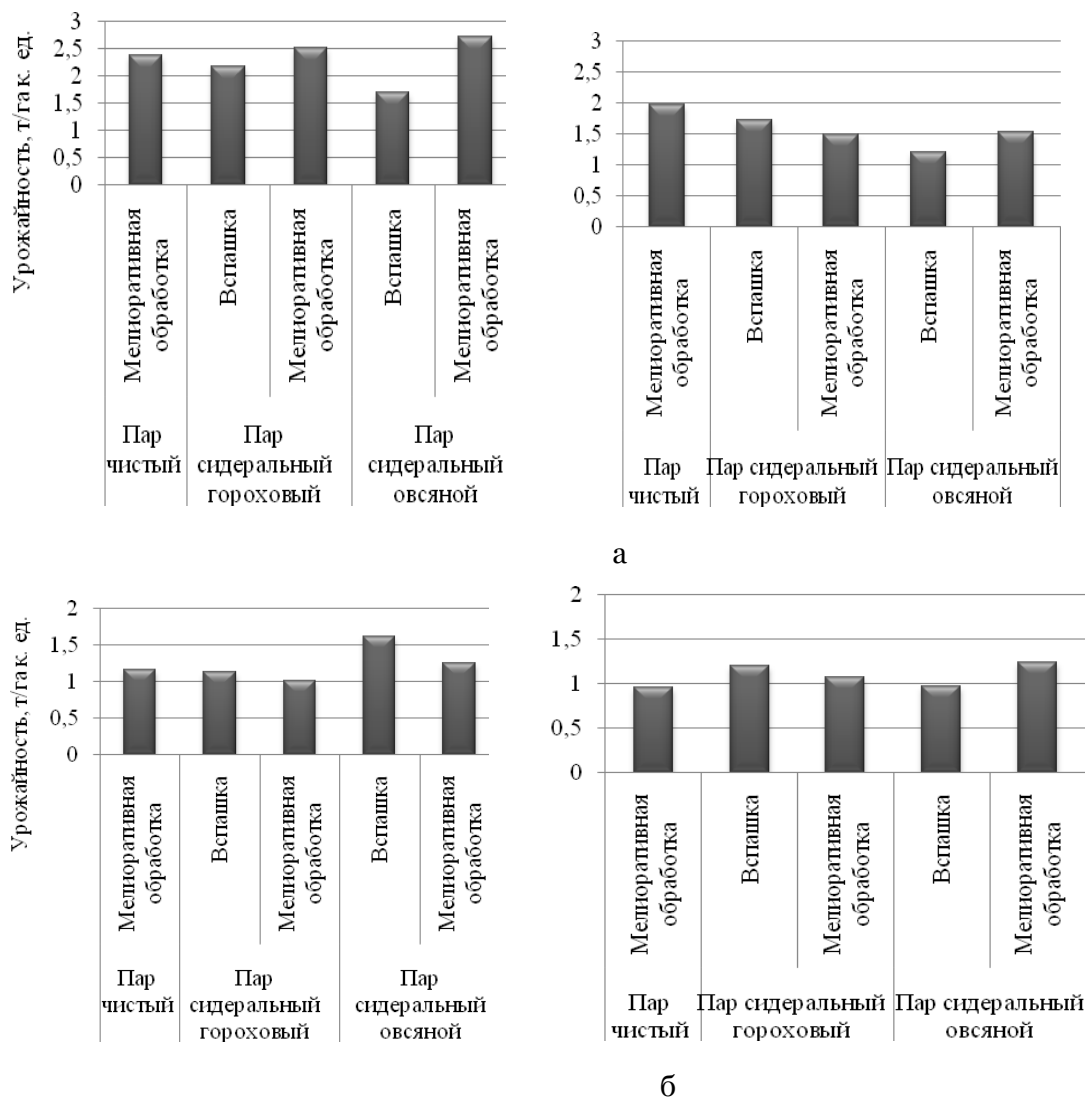 Урожайность, т/га к. ед.
3
2,5
2
1,5
1
0,5
0
Мелиоративная
обработка
Вспашка
Мелиоративная
обработка
Вспашка
Мелиоративная
обработка
Пар
чистый
Пар
сидеральный
гороховый
Пар
сидеральный
овсяной
3
2,5
2
1,5
1
0,5
0
Мелиоративная
обработка
Вспашка
Мелиоративная
обработка
Вспашка
Мелиоративная
обработка
Пар
чистый
Пар сидеральный
гороховый
Пар сидеральный
овсяной
а
Урожайность, т/га к. ед.
2
1,5
1
0,5
0
Мелиоративная
обработка
Вспашка
Мелиоративная
обработка
Вспашка
Мелиоративная
обработка
Пар
чистый
Пар
сидеральный
гороховый
Пар
сидеральный
овсяной
2
1,5
1
0,5
0
Мелиоративная
обработка
Вспашка
Мелиоративная
обработка
Вспашка
Мелиоративная
обработка
Пар
чистый
Пар сидеральный
гороховый
Пар сидеральный
овсяной
б